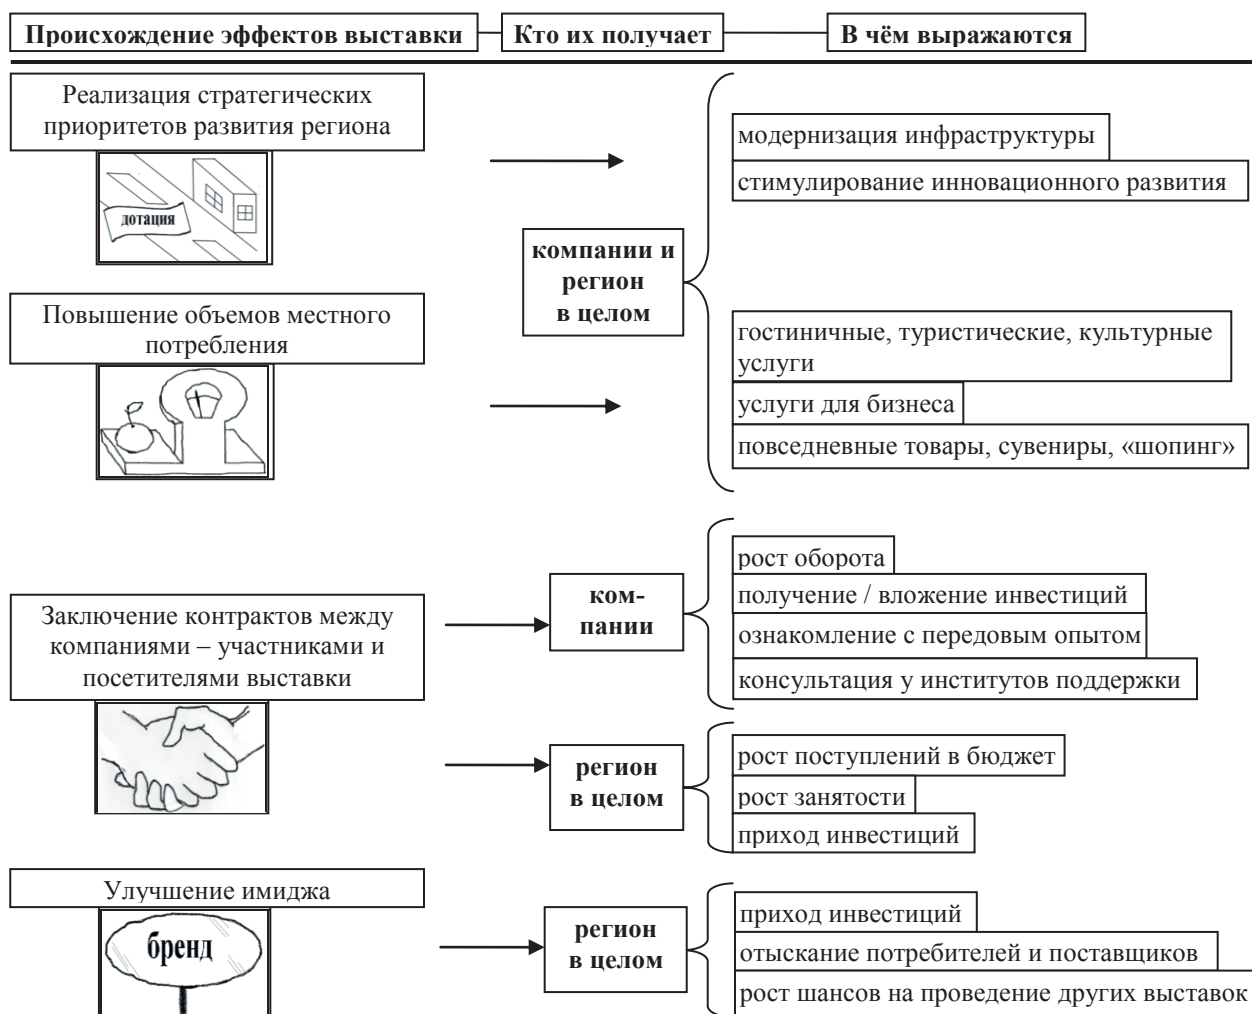 Происхождение эффектов выставки
Кто их получает
В чём выражаются
Реализация стратегических
приоритетов развития региона
дотация
Повышение объемов местного
потребления
компании и
регион
в целом
модернизация инфраструктуры
стимулирование инновационного развития
гостиничные, туристические, культурные
услуги
услуги для бизнеса
повседневные товары, сувениры, «шопинг»
Заключение контрактов между
компаниями – участниками и
посетителями выставки
ком-
пании
рост оборота
получение / вложение инвестиций
ознакомление с передовым опытом
консультация у институтов поддержки
регион
в целом
рост поступлений в бюджет
рост занятости
приход инвестиций
Улучшение имиджа
бренд
регион
в целом
приход инвестиций
отыскание потребителей и поставщиков
рост шансов на проведение других выставок